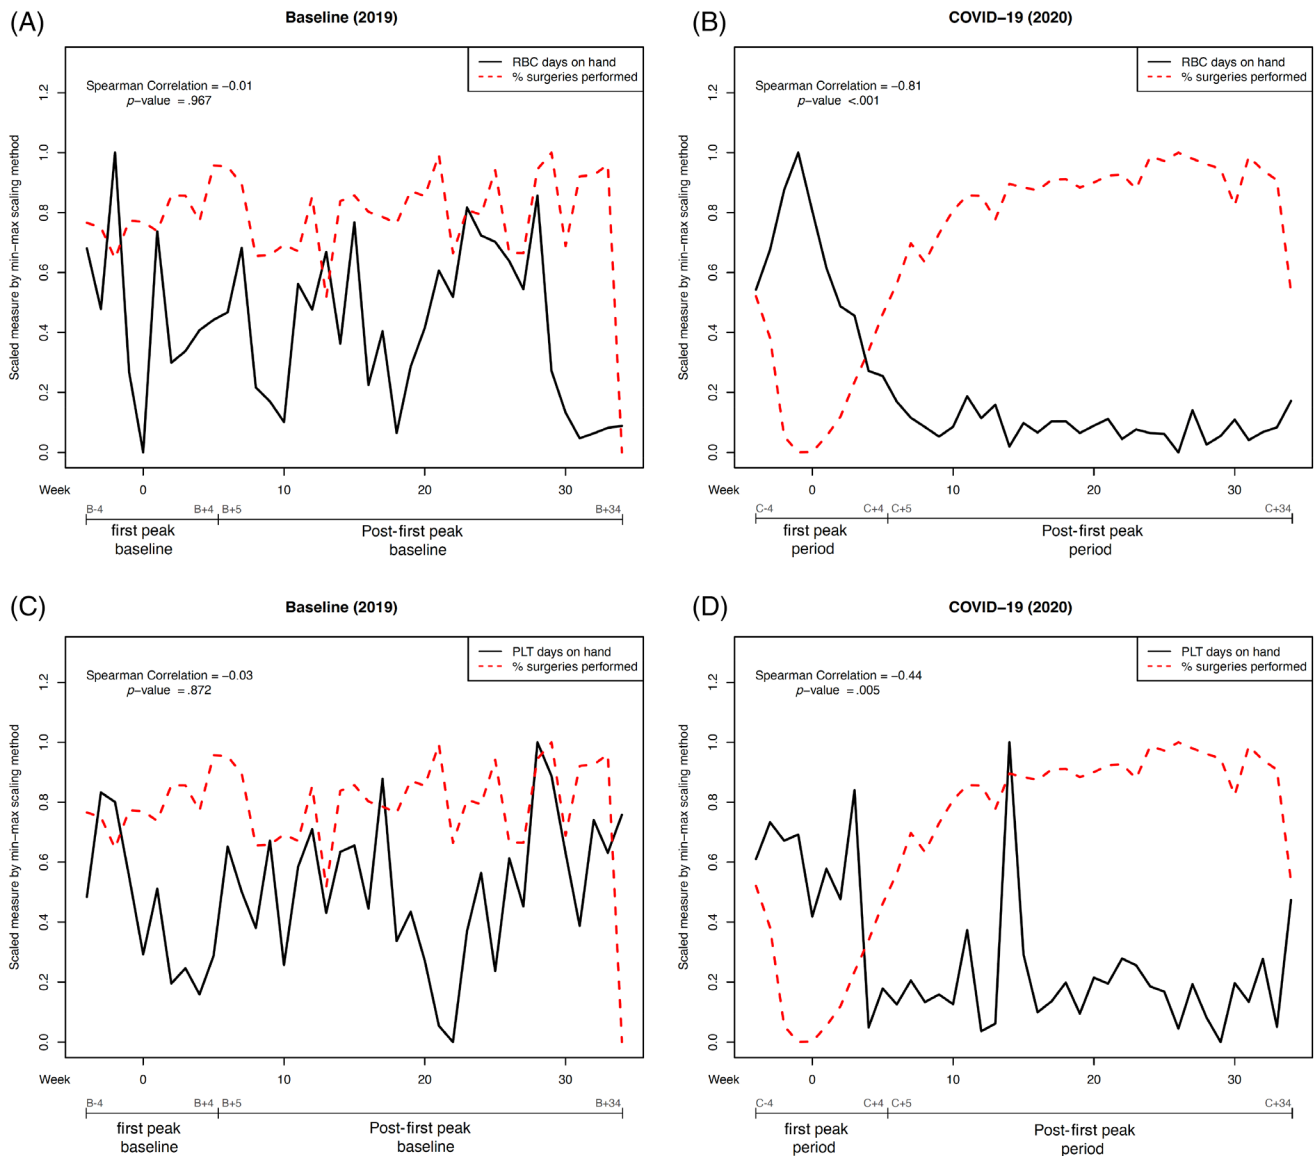 (A)
Baseline (2019)
RBC days on hand
% surgeries performed
Spearman Correlation = −0.01
p−value = .967
Scaled measure by min−max scaling method
1.2
1.0
0.8
0.6
0.4
0.2
0.0
Week 0 10 20 30
B-4 B+4 B+5 B+34
first peak
baseline
Post-first peak
baseline
(B)
COVID−19 (2020)
RBC days on hand
% surgeries performed
Spearman Correlation = −0.81
p−value <.001
Scaled measure by min−max scaling method
1.2
1.0
0.8
0.6
0.4
0.2
0.0
Week 0 10 20 30
C-4 C+4 C+5 C+34
first peak
period
Post-first peak
period
(C)
Baseline (2019)
PLT days on hand
% surgeries performed
Spearman Correlation = −0.03
p−value = .872
Scaled measure by min−max scaling method
1.2
1.0
0.8
0.6
0.4
0.2
0.0
Week 0 10 20 30
B-4 B+4 B+5 B+34
first peak
baseline
Post-first peak
baseline
(D)
COVID−19 (2020)
PLT days on hand
% surgeries performed
Spearman Correlation = −0.44
p−value = .005
Scaled measure by min−max scaling method
1.2
1.0
0.8
0.6
0.4
0.2
0.0
Week 0 10 20 30
C-4 C+4 C+5 C+34
first peak
period
Post-first peak
period